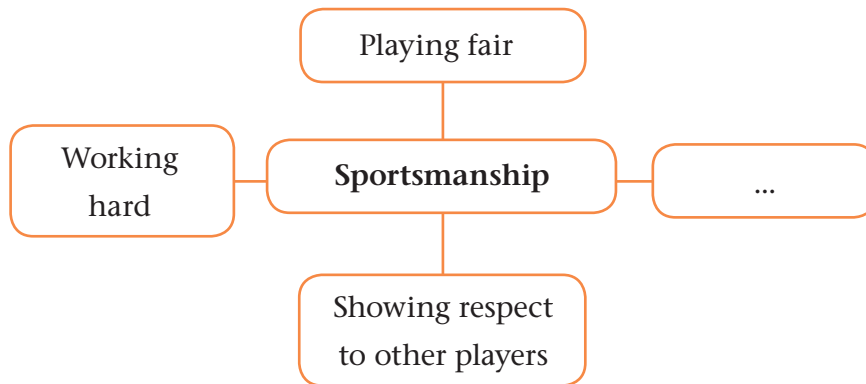 Playing fair
Working
hard
Sportsmanship
...
Showing respect
to other players